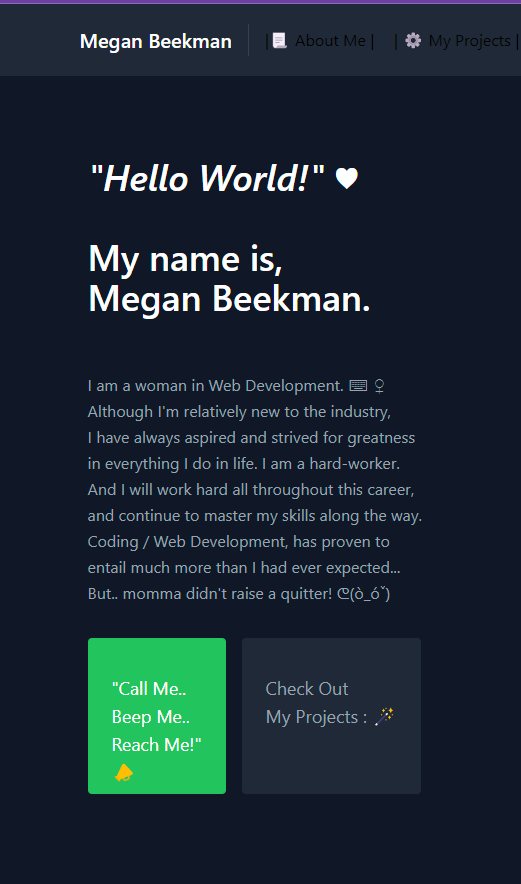 Megan Beekman
|📃 About Me |
| ⚙️ My Projects |
"Hello World!" ♥
My name is,
Megan Beekman.
I am a woman in Web Development. ⌨ ♀
Although I'm relatively new to the industry,
I have always aspired and strived for greatness
in everything I do in life. I am a hard-worker.
And I will work hard all throughout this career,
and continue to master my skills along the way.
Coding / Web Development, has proven to
entail much more than I had ever expected...
But.. momma didn't raise a quitter! ᕦ(ò_óˇ)
"Call Me..
Beep Me..
Reach Me!"
📣
Check Out
My Projects : 🪄